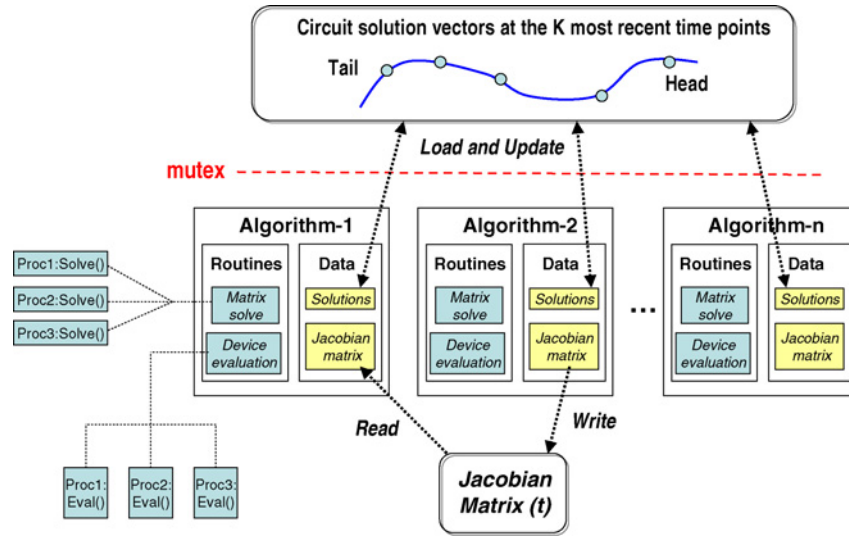 Circuit solution vectors at the K most recent time points
Tail
Head
Load and Update
mutex
Algorithm-1
Routines
Data
Matrix
solve
Solutions
Device
evaluation
Jacobian
matrix
Algorithm-2
Routines
Data
Matrix
solve
Solutions
Device
evaluation
Jacobian
matrix
...
Algorithm-n
Routines
Data
Matrix
solve
Solutions
Device
evaluation
Jacobian
matrix
Proc1:Solve()
Proc2:Solve()
Proc3:Solve()
Read
Write
Proc1:
Eval()
Proc2:
Eval()
Proc3:
Eval()
Jacobian
Matrix (t)